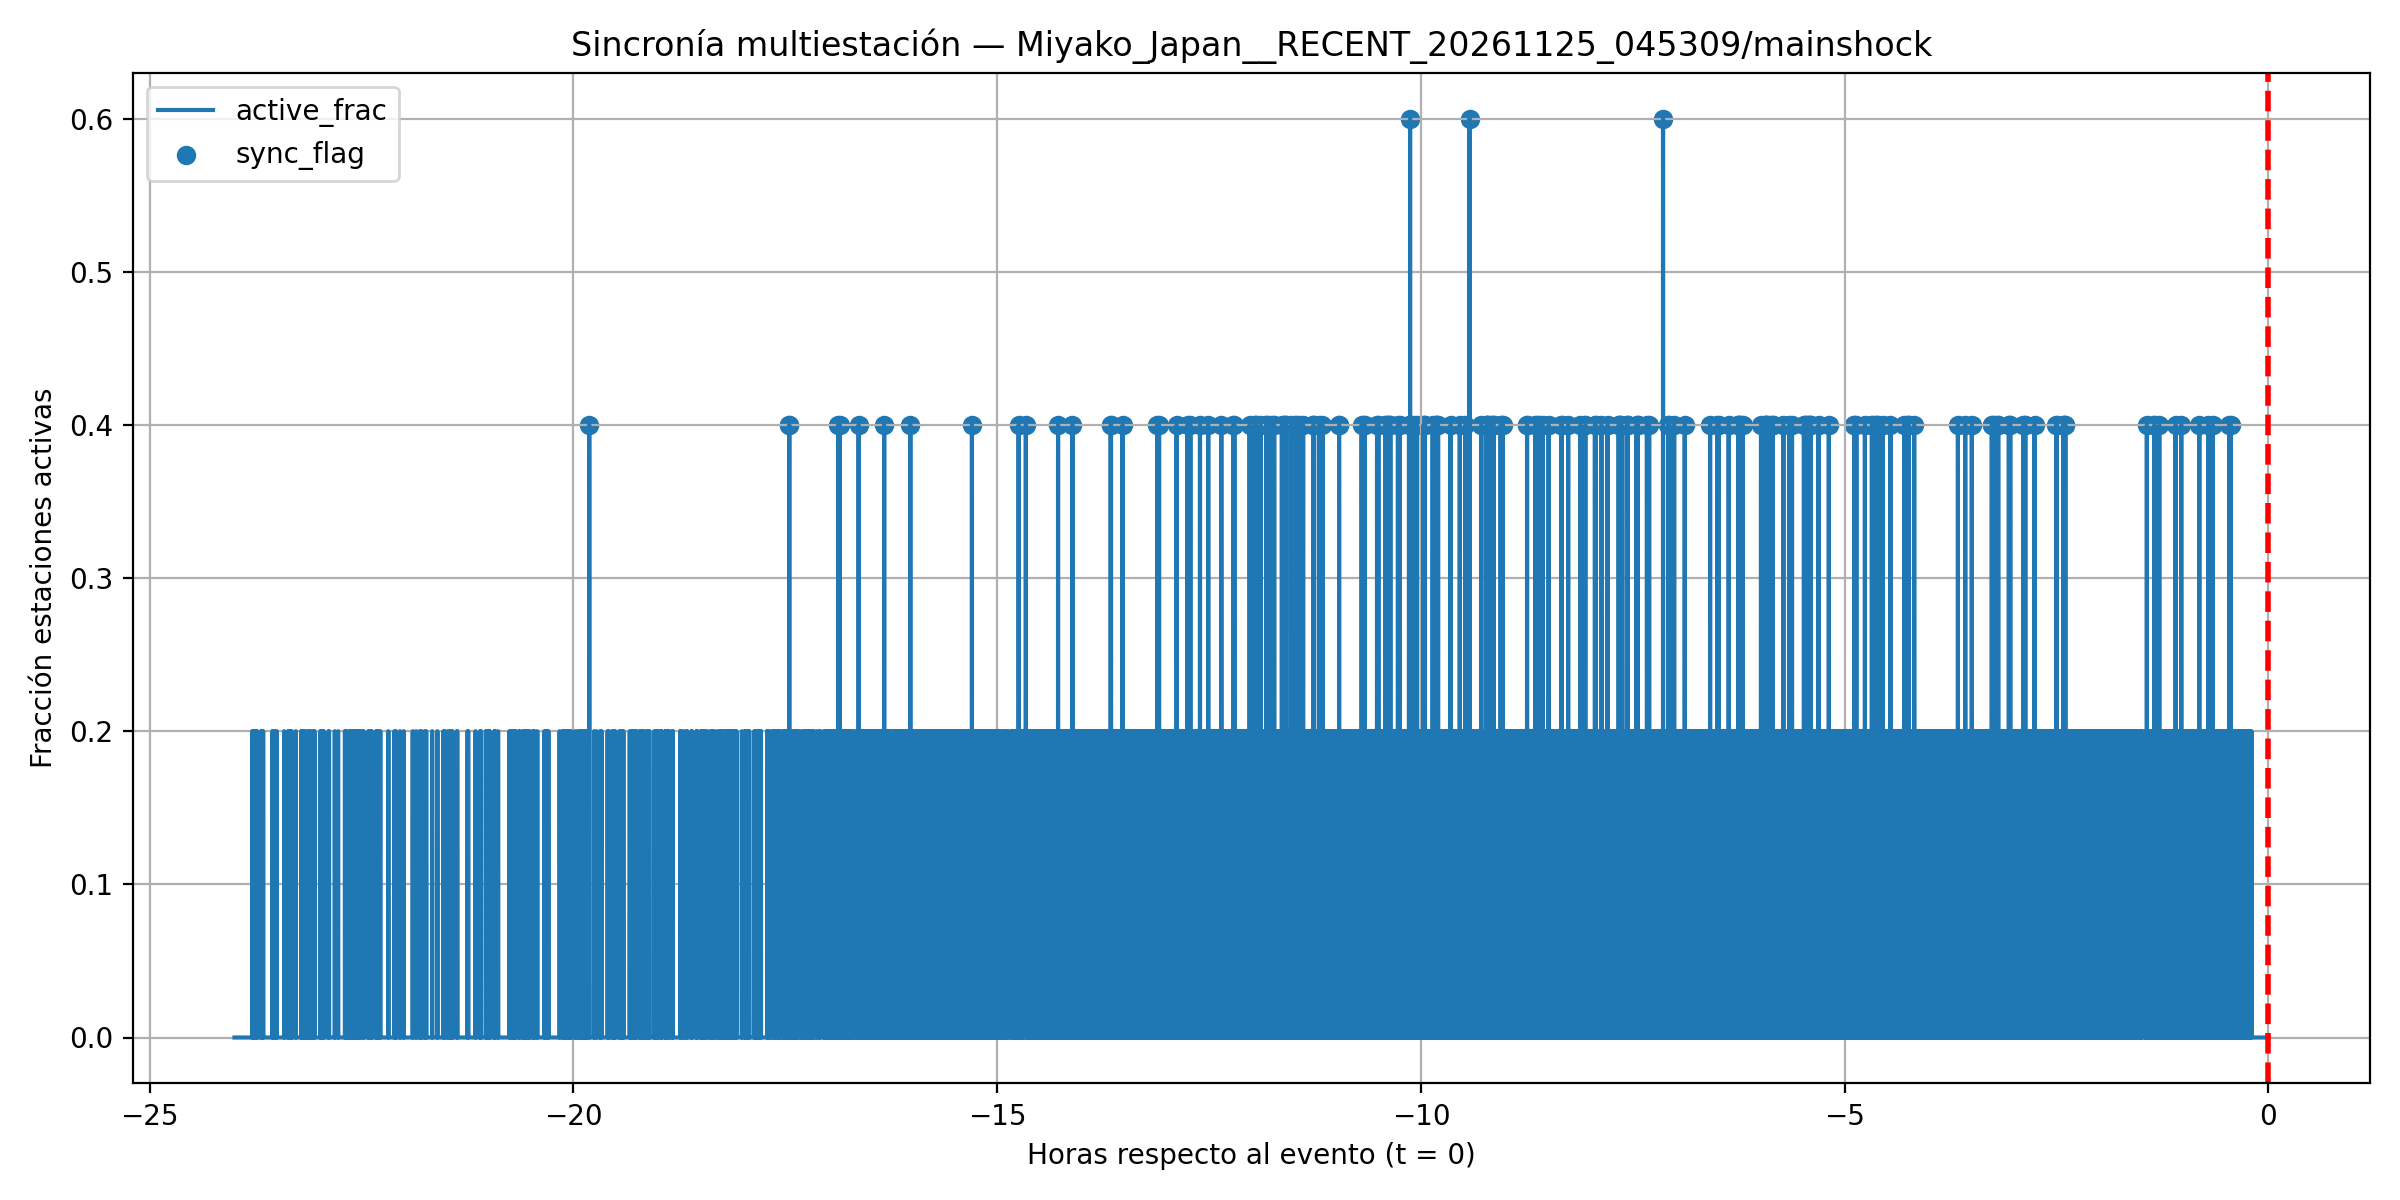 Sincronía multiestación — Miyako_Japan__RECENT_20261125_045309/mainshock
active_frac
sync_flag
Fracción estaciones activas
0.6
0.5
0.4
0.3
0.2
0.1
0.0
−25
−20
−15
−10
−5
0
Horas respecto al evento (t = 0)